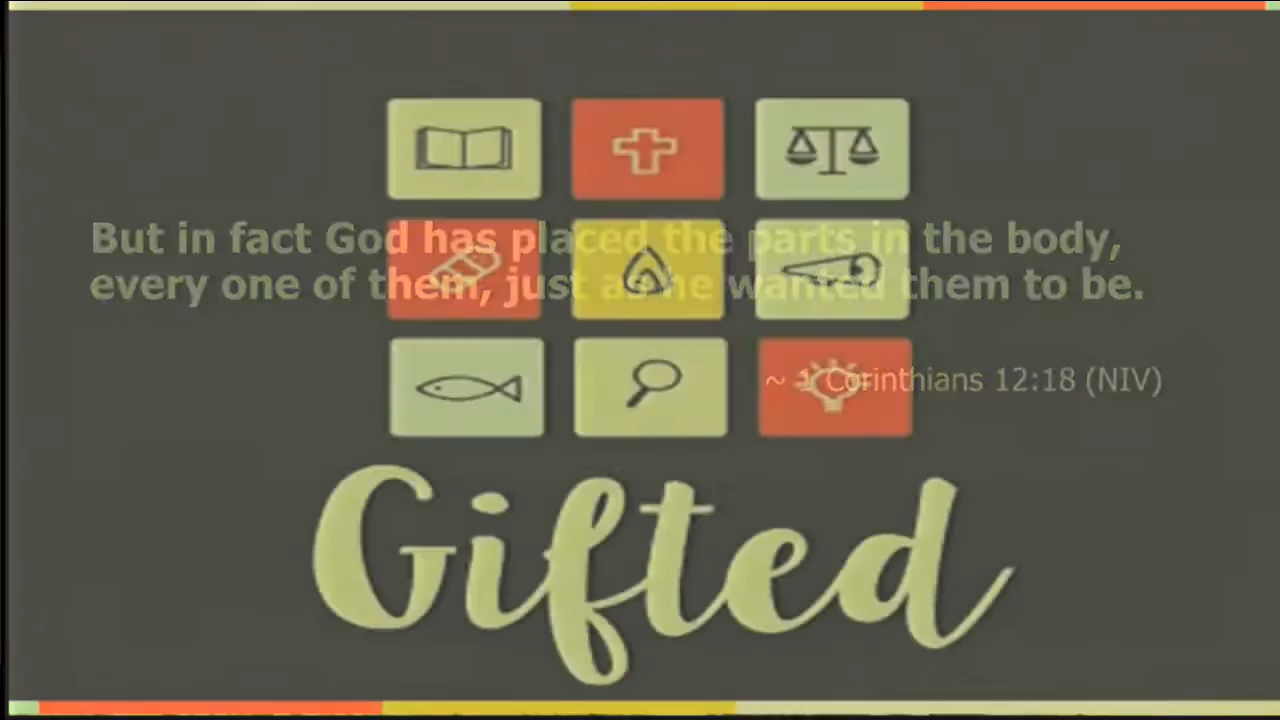 But in fact God has placed the parts in the body,
every one of them, just as he wanted them to be.
~ 1 Corinthians 12:18 (NIV)
Gifted